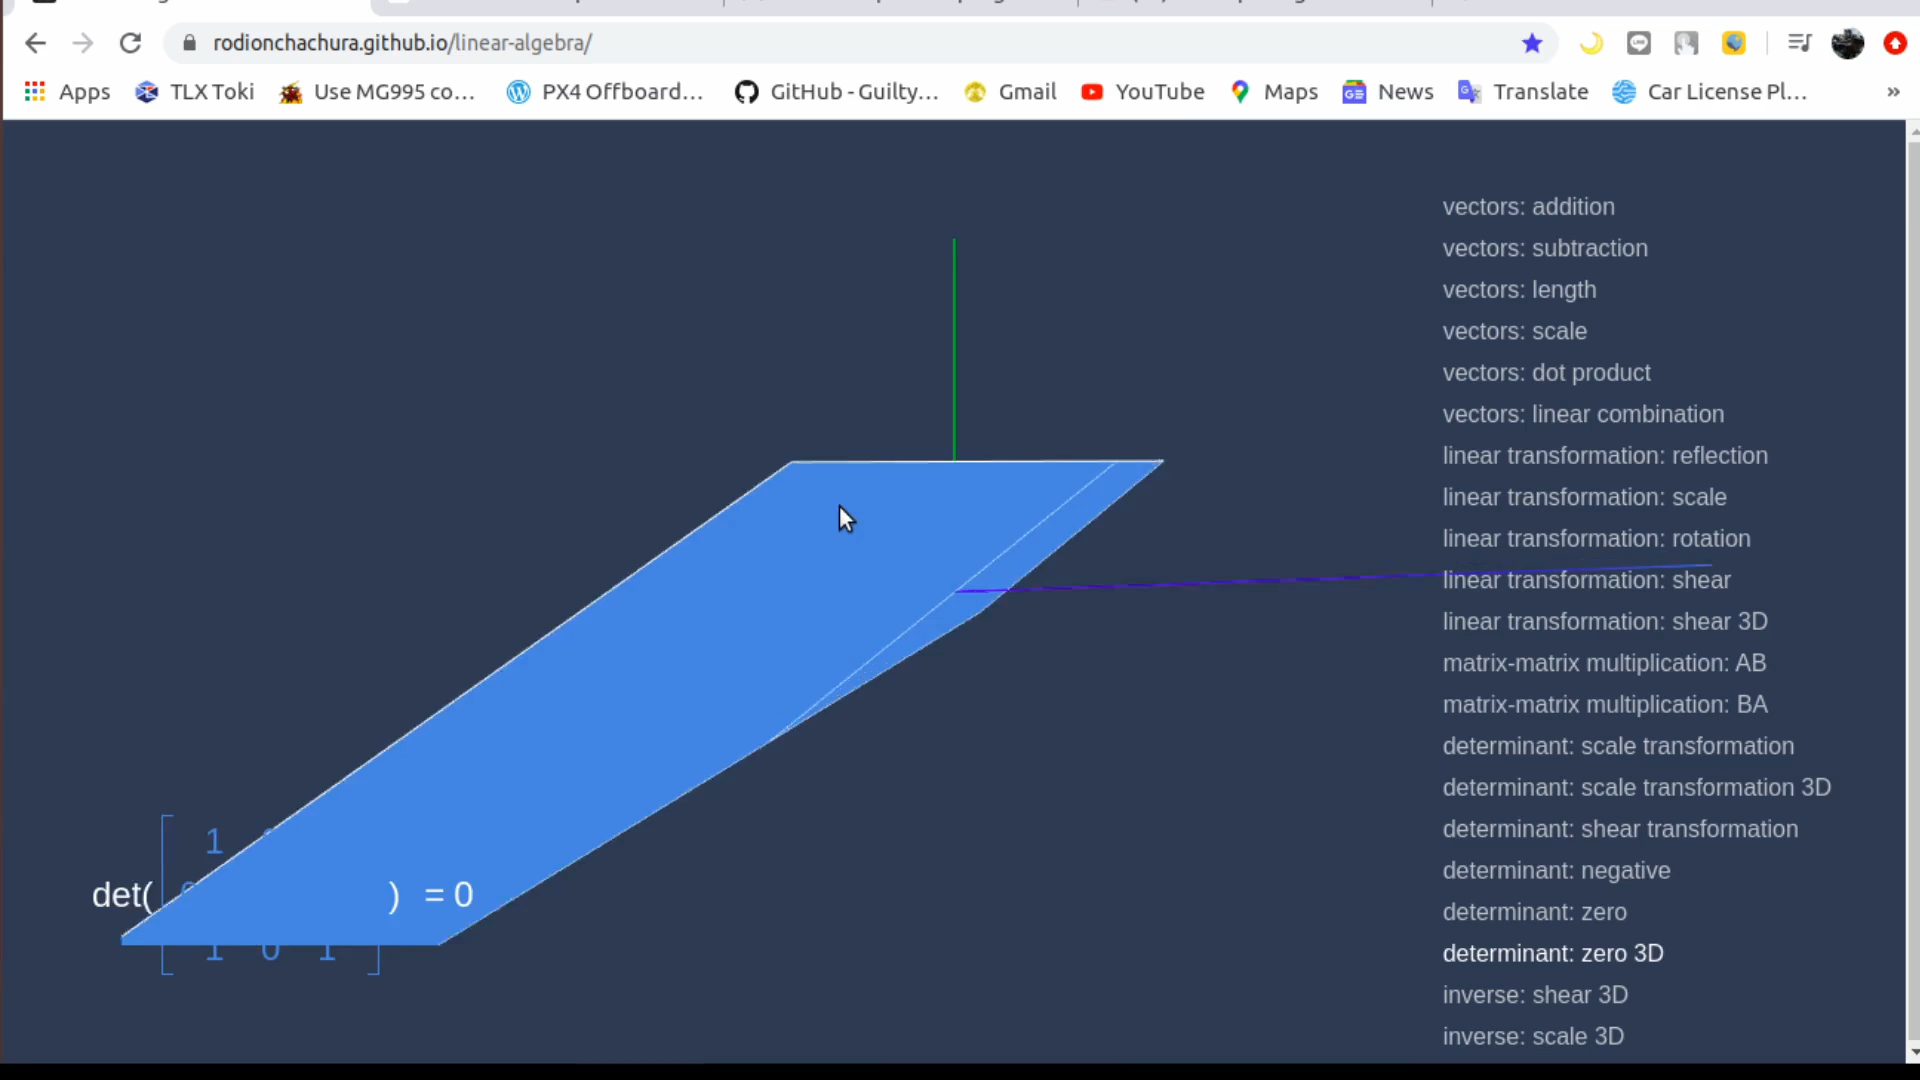 rodionchachura.github.io/linear-algebra/
Apps TLX Toki Use MG995 co... PX4 Offboard... GitHub - Guilty,... Gmail YouTube Maps News Translate Car License Pl... »
vectors: addition
vectors: subtraction
vectors: length
vectors: scale
vectors: dot product
vectors: linear combination
linear transformation: reflection
linear transformation: scale
linear transformation: rotation
linear transformation: shear
linear transformation: shear 3D
matrix-matrix multiplication: AB
matrix-matrix multiplication: BA
determinant: scale transformation
determinant: scale transformation 3D
determinant: shear transformation
determinant: negative
determinant: zero
determinant: zero 3D
inverse: shear 3D
inverse: scale 3D
1
det( ) = 0
1 0 1